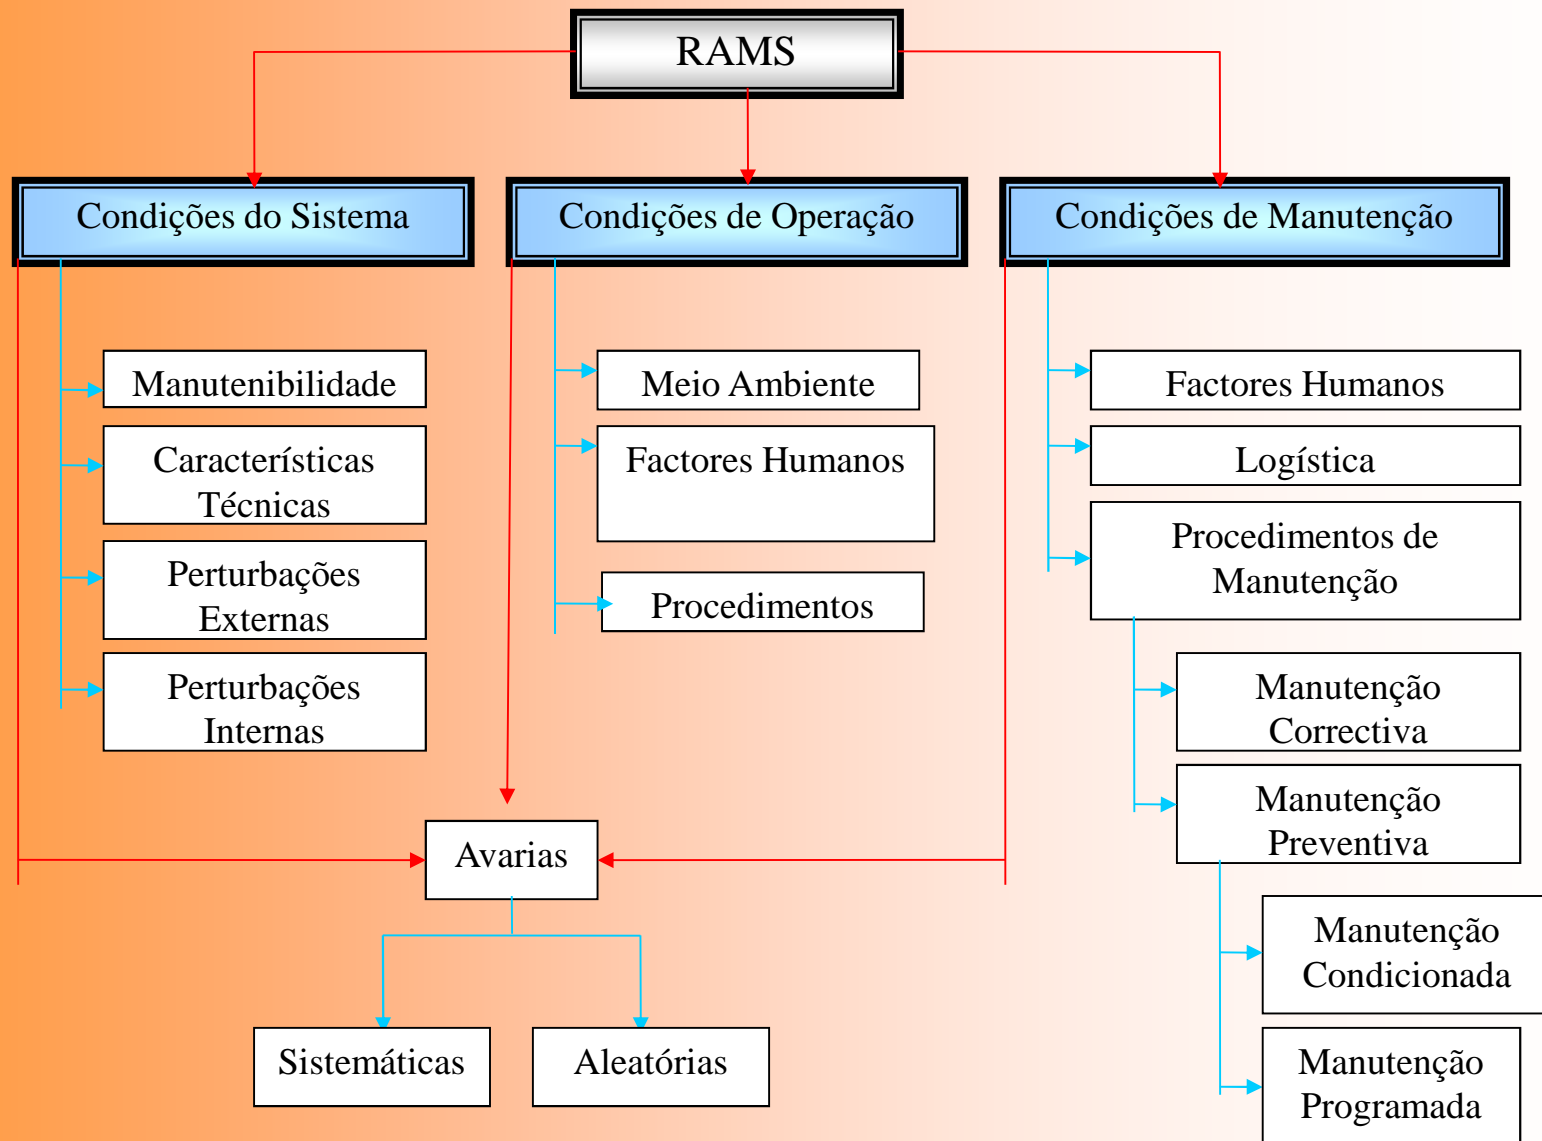 RAMS
Condições do Sistema
Condições de Operação
Condições de Manutenção
Manutenibilidade
Características
Técnicas
Perturbações
Externas
Perturbações
Internas
Meio Ambiente
Factores Humanos
Procedimentos
Factores Humanos
Logística
Procedimentos de
Manutenção
Manutenção
Correctiva
Manutenção
Preventiva
Manutenção
Condicionada
Manutenção
Programada
Avarias
Sistemáticas
Aleatórias